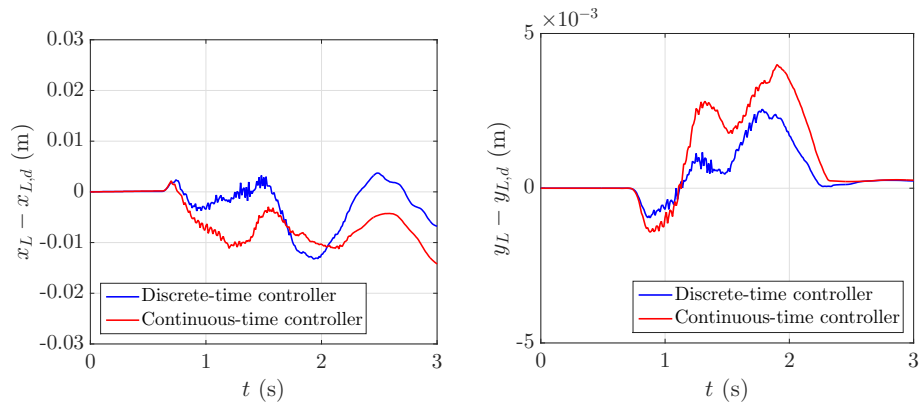 0.03
0.02
0.01
0
-0.01
-0.02
-0.03
x_L − x_{L,d} (m)
Discrete-time controller
Continuous-time controller
0 1 2 3
t (s)
×10⁻³
5
0
-5
y_L − y_{L,d} (m)
Discrete-time controller
Continuous-time controller
0 1 2 3
t (s)